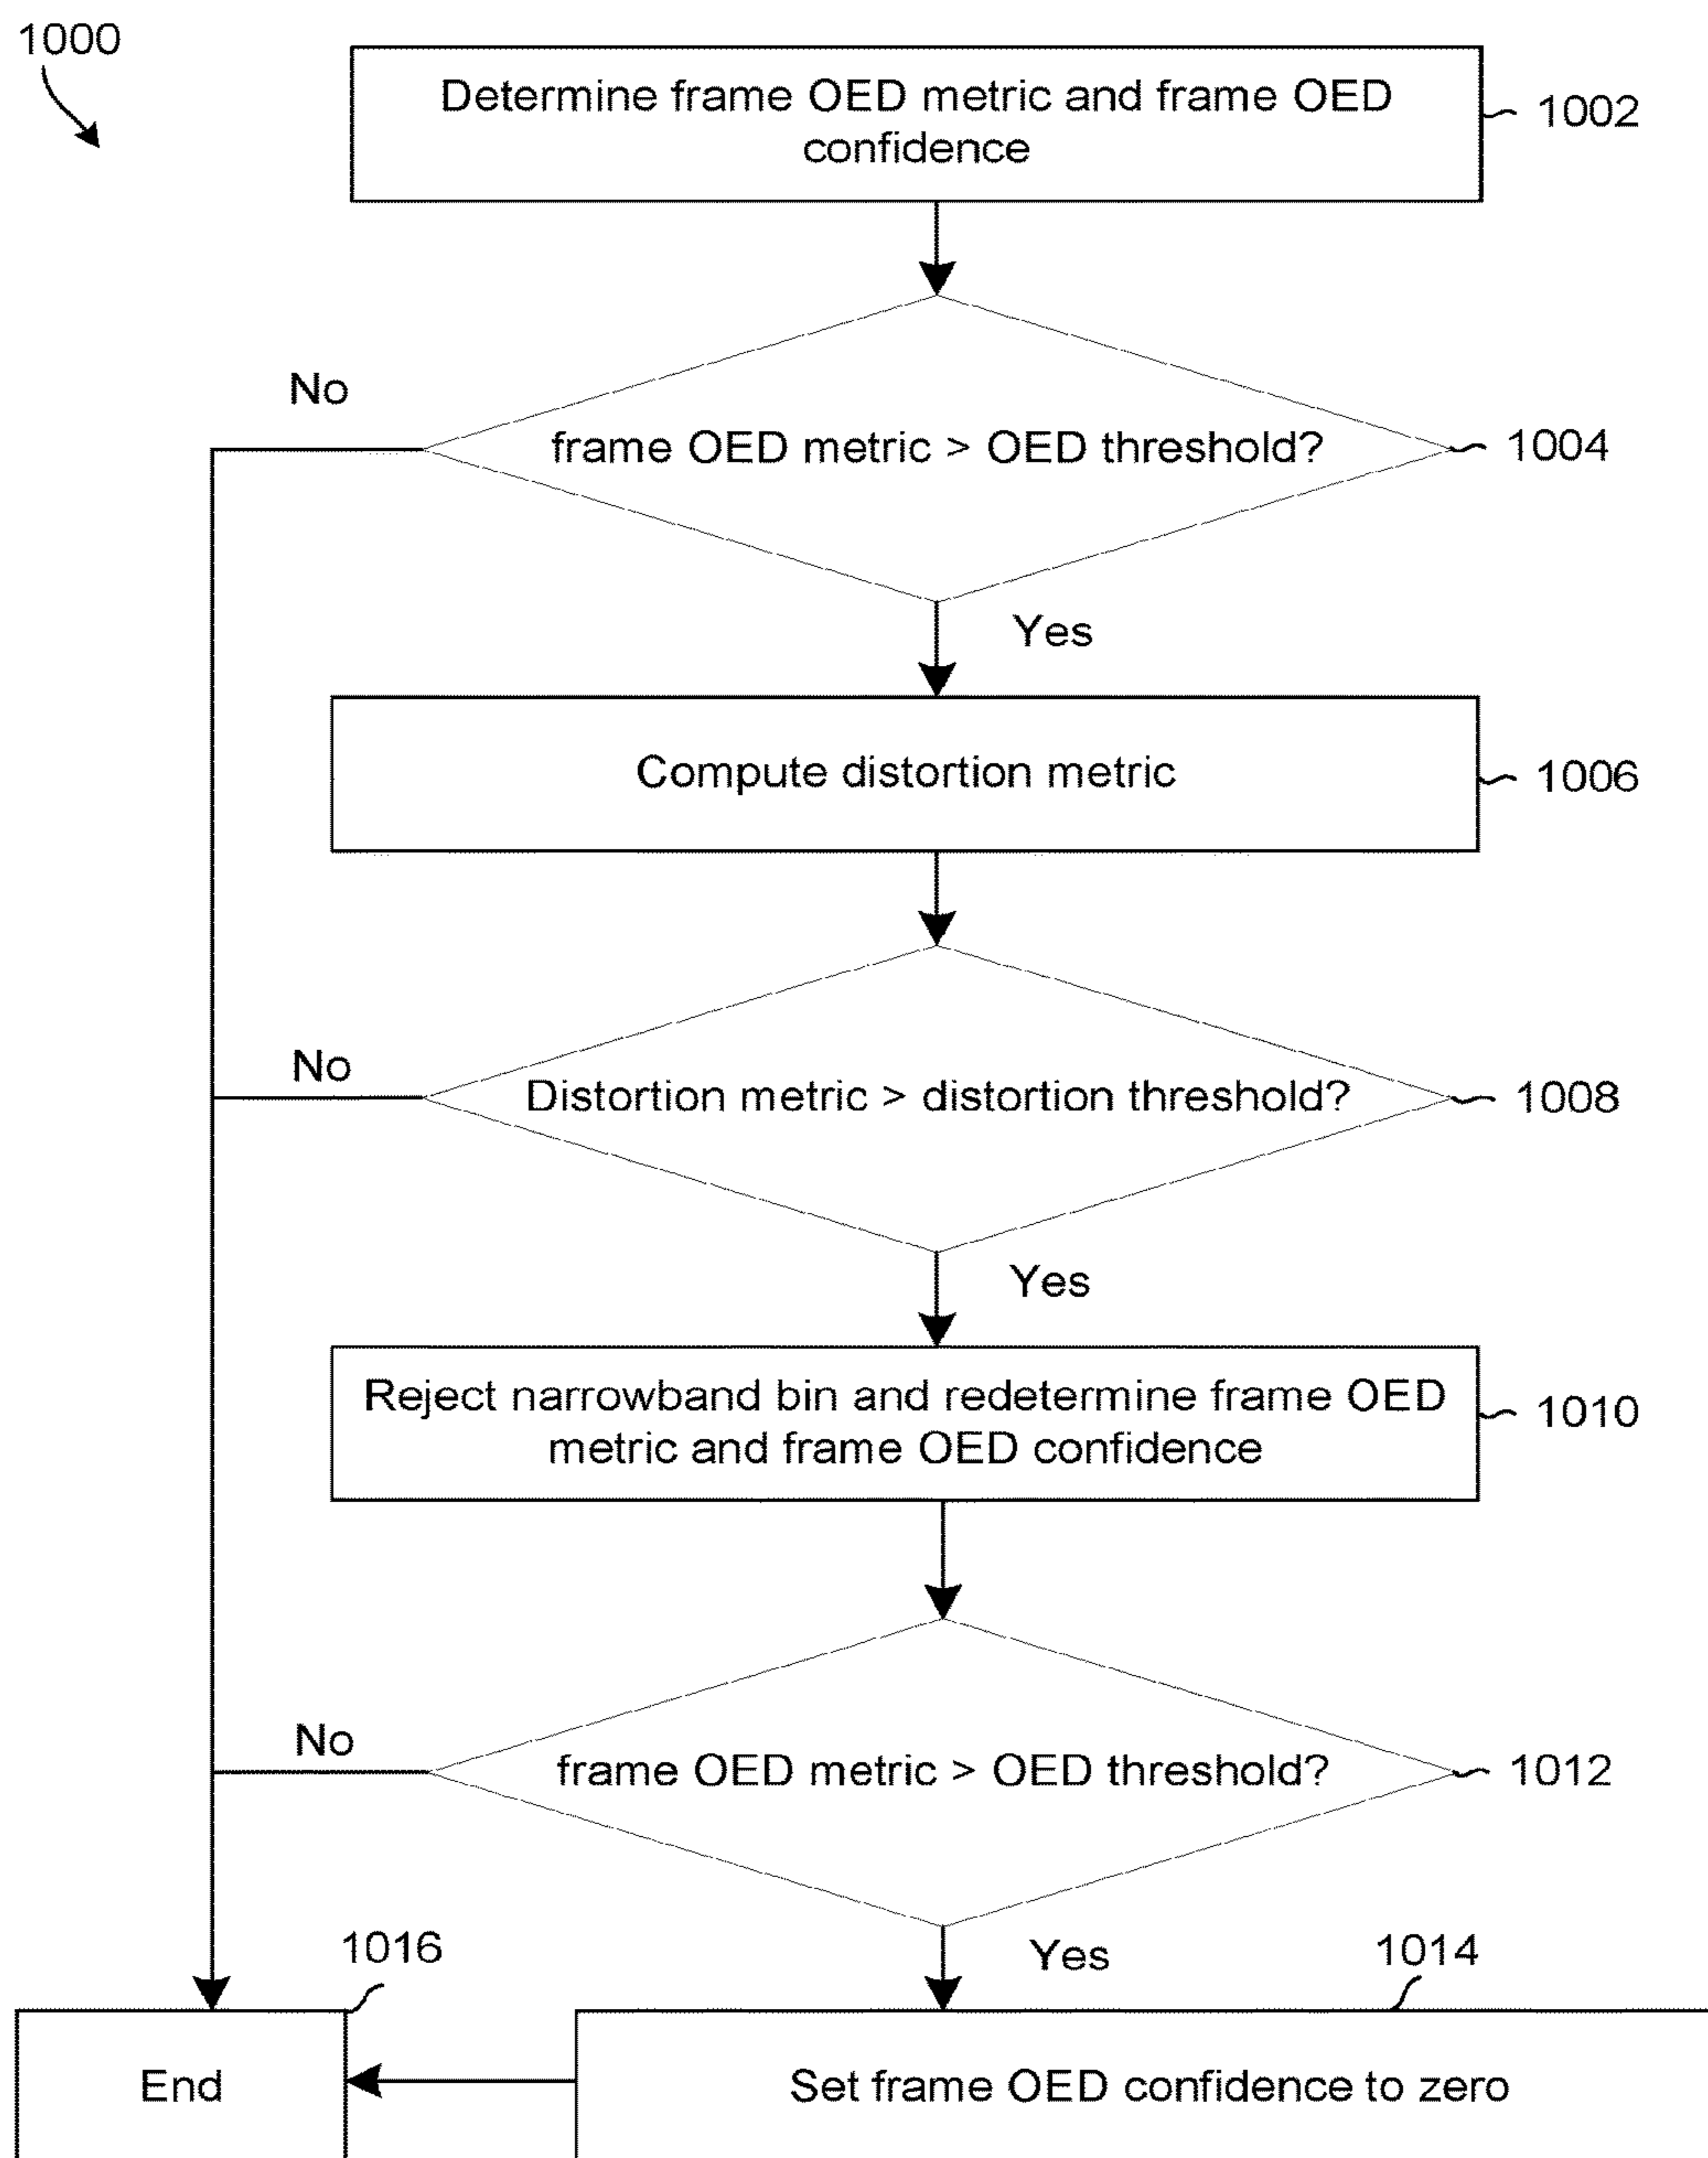 1000
Determine frame OED metric and frame OED
confidence
1002
No
frame OED metric > OED threshold?
1004
Yes
Compute distortion metric
1006
No
Distortion metric > distortion threshold?
1008
Yes
Reject narrowband bin and redetermine frame OED
metric and frame OED confidence
1010
No
frame OED metric > OED threshold?
1012
1016
Yes
1014
End
Set frame OED confidence to zero